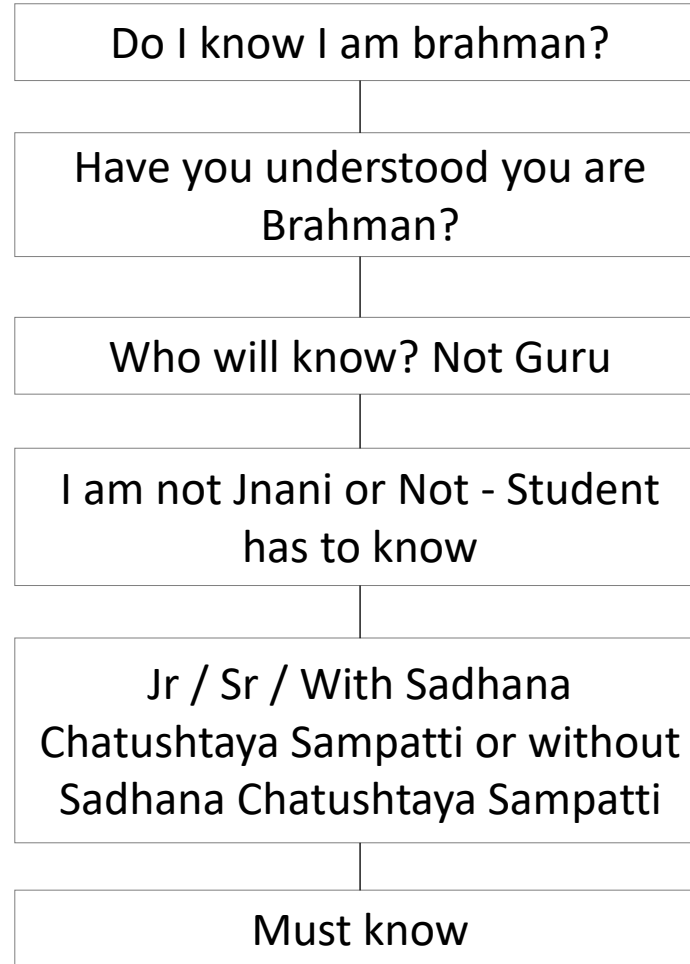 Do I know I am brahman?
Have you understood you are
Brahman?
Who will know? Not Guru
I am not Jnani or Not - Student
has to know
Jr / Sr / With Sadhana
Chatushtaya Sampatti or without
Sadhana Chatushtaya Sampatti
Must know